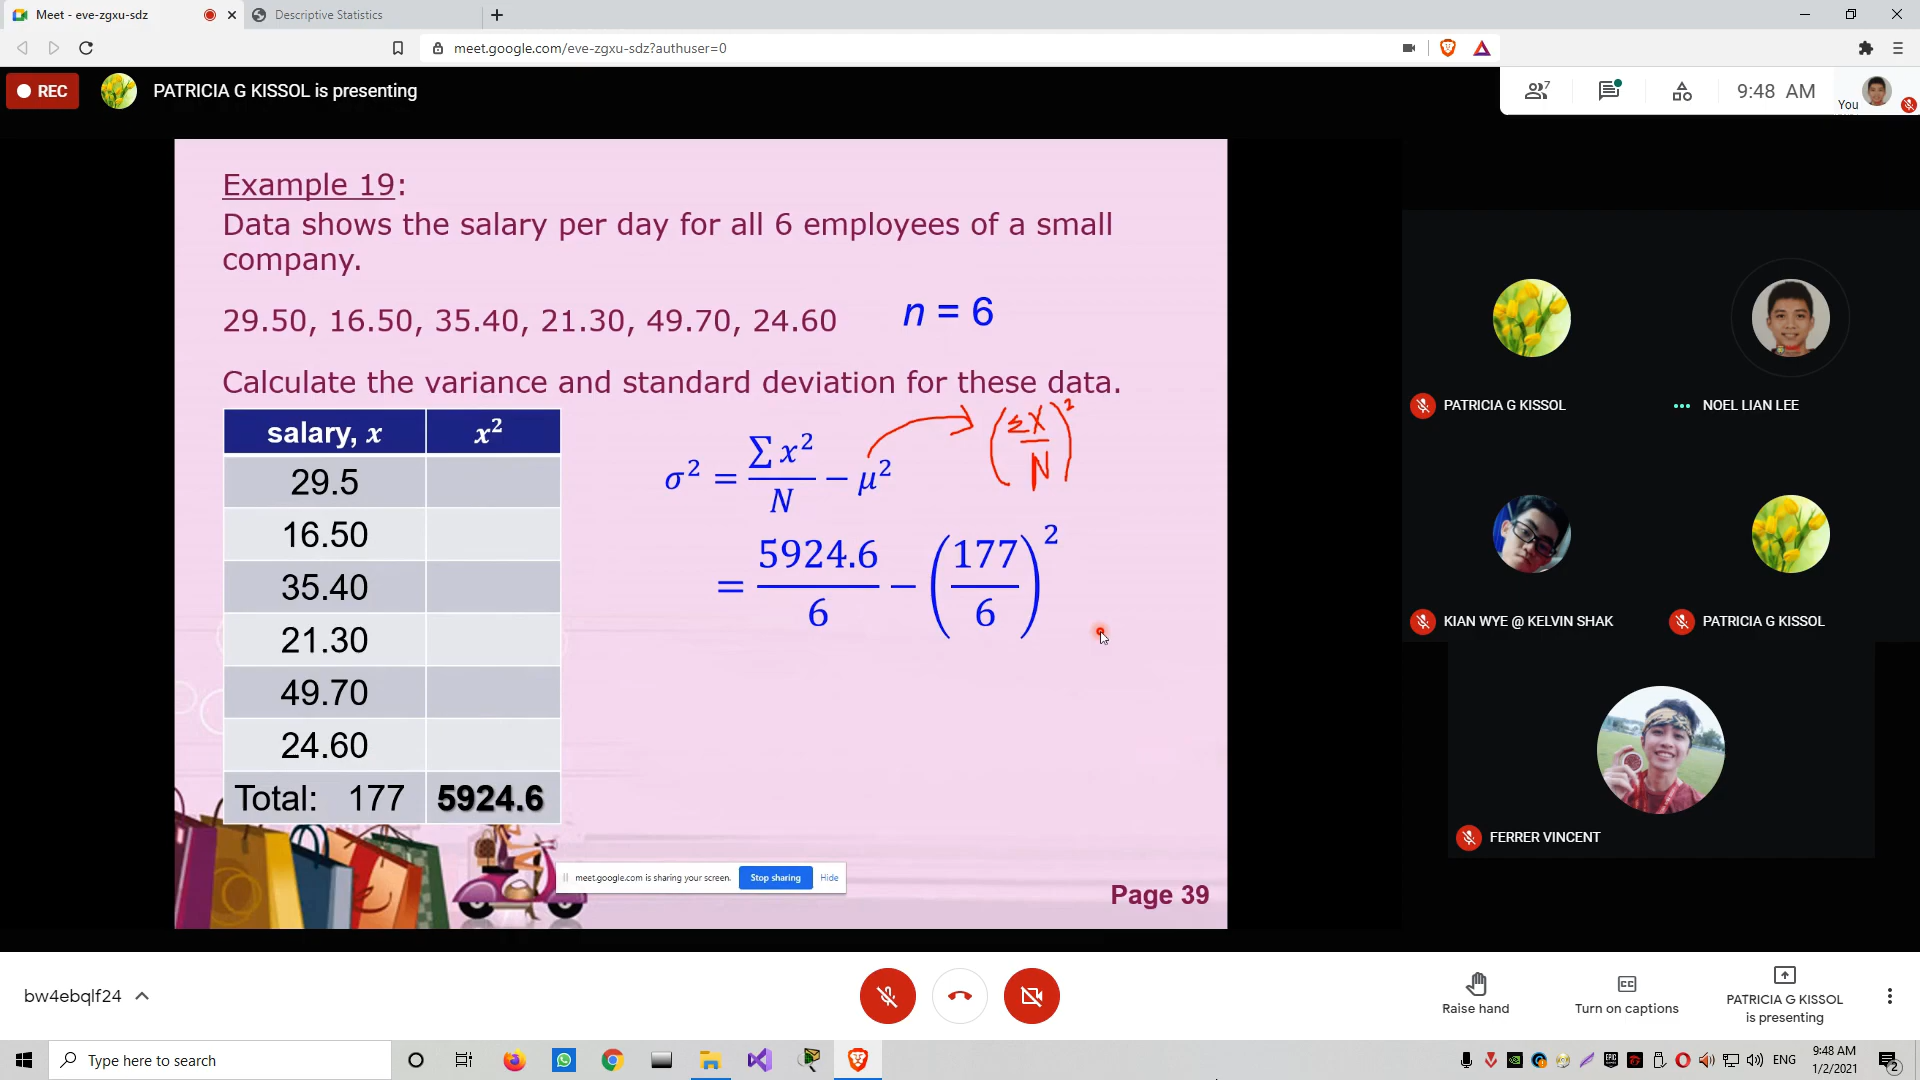 Meet - eve-zgxu-sdz
Descriptive Statistics
meet.google.com/eve-zgxu-sdz?authuser=0
REC
PATRICIA G KISSOL is presenting
7
9:48 AM
You
Example 19:
Data shows the salary per day for all 6 employees of a small
company.
29.50, 16.50, 35.40, 21.30, 49.70, 24.60
n = 6
Calculate the variance and standard deviation for these data.
salary, x x²
29.5
16.50
35.40
21.30
49.70
24.60
Total: 177 5924.6
σ² = ∑x²/N − μ²
(ΣX/N)²
= 5924.6/6 − (177/6)²
meet.google.com is sharing your screen. Stop sharing Hide
Page 39
PATRICIA G KISSOL
NOEL LIAN LEE
KIAN WYE @ KELVIN SHAK
PATRICIA G KISSOL
FERRER VINCENT
bw4ebqlf24
Raise hand
CC
Turn on captions
PATRICIA G KISSOL
is presenting
Type here to search
ENG
9:48 AM
1/2/2021
2